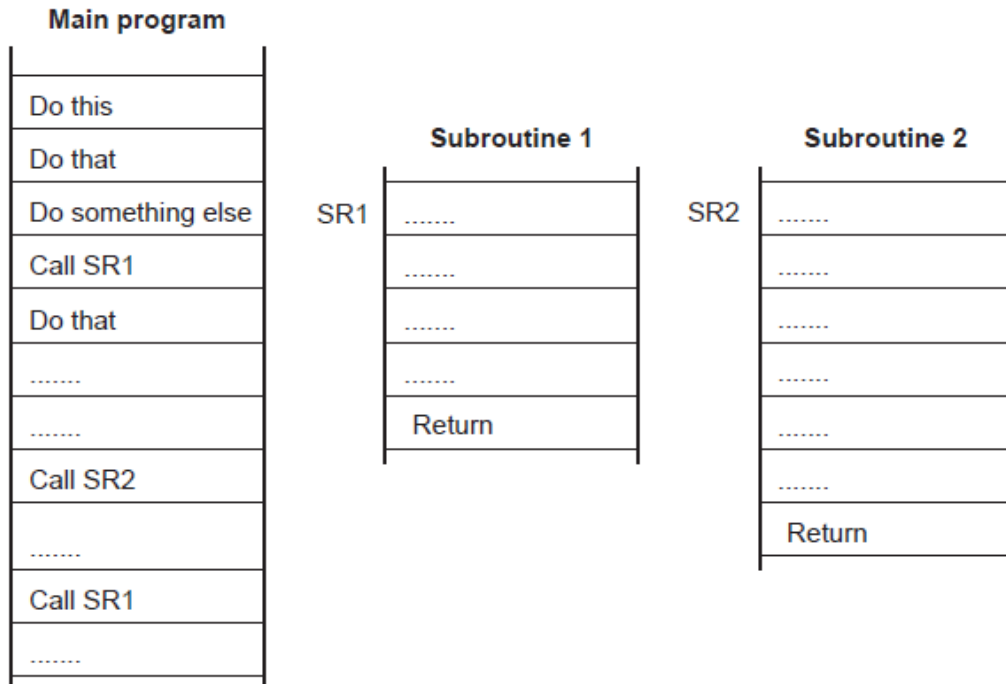 Main program
Do this
Do that
Do something else
Call SR1
Do that
.......
.......
Call SR2
.......
Call SR1
.......
Subroutine 1
SR1
.......
.......
.......
.......
Return
Subroutine 2
SR2
.......
.......
.......
.......
.......
.......
Return